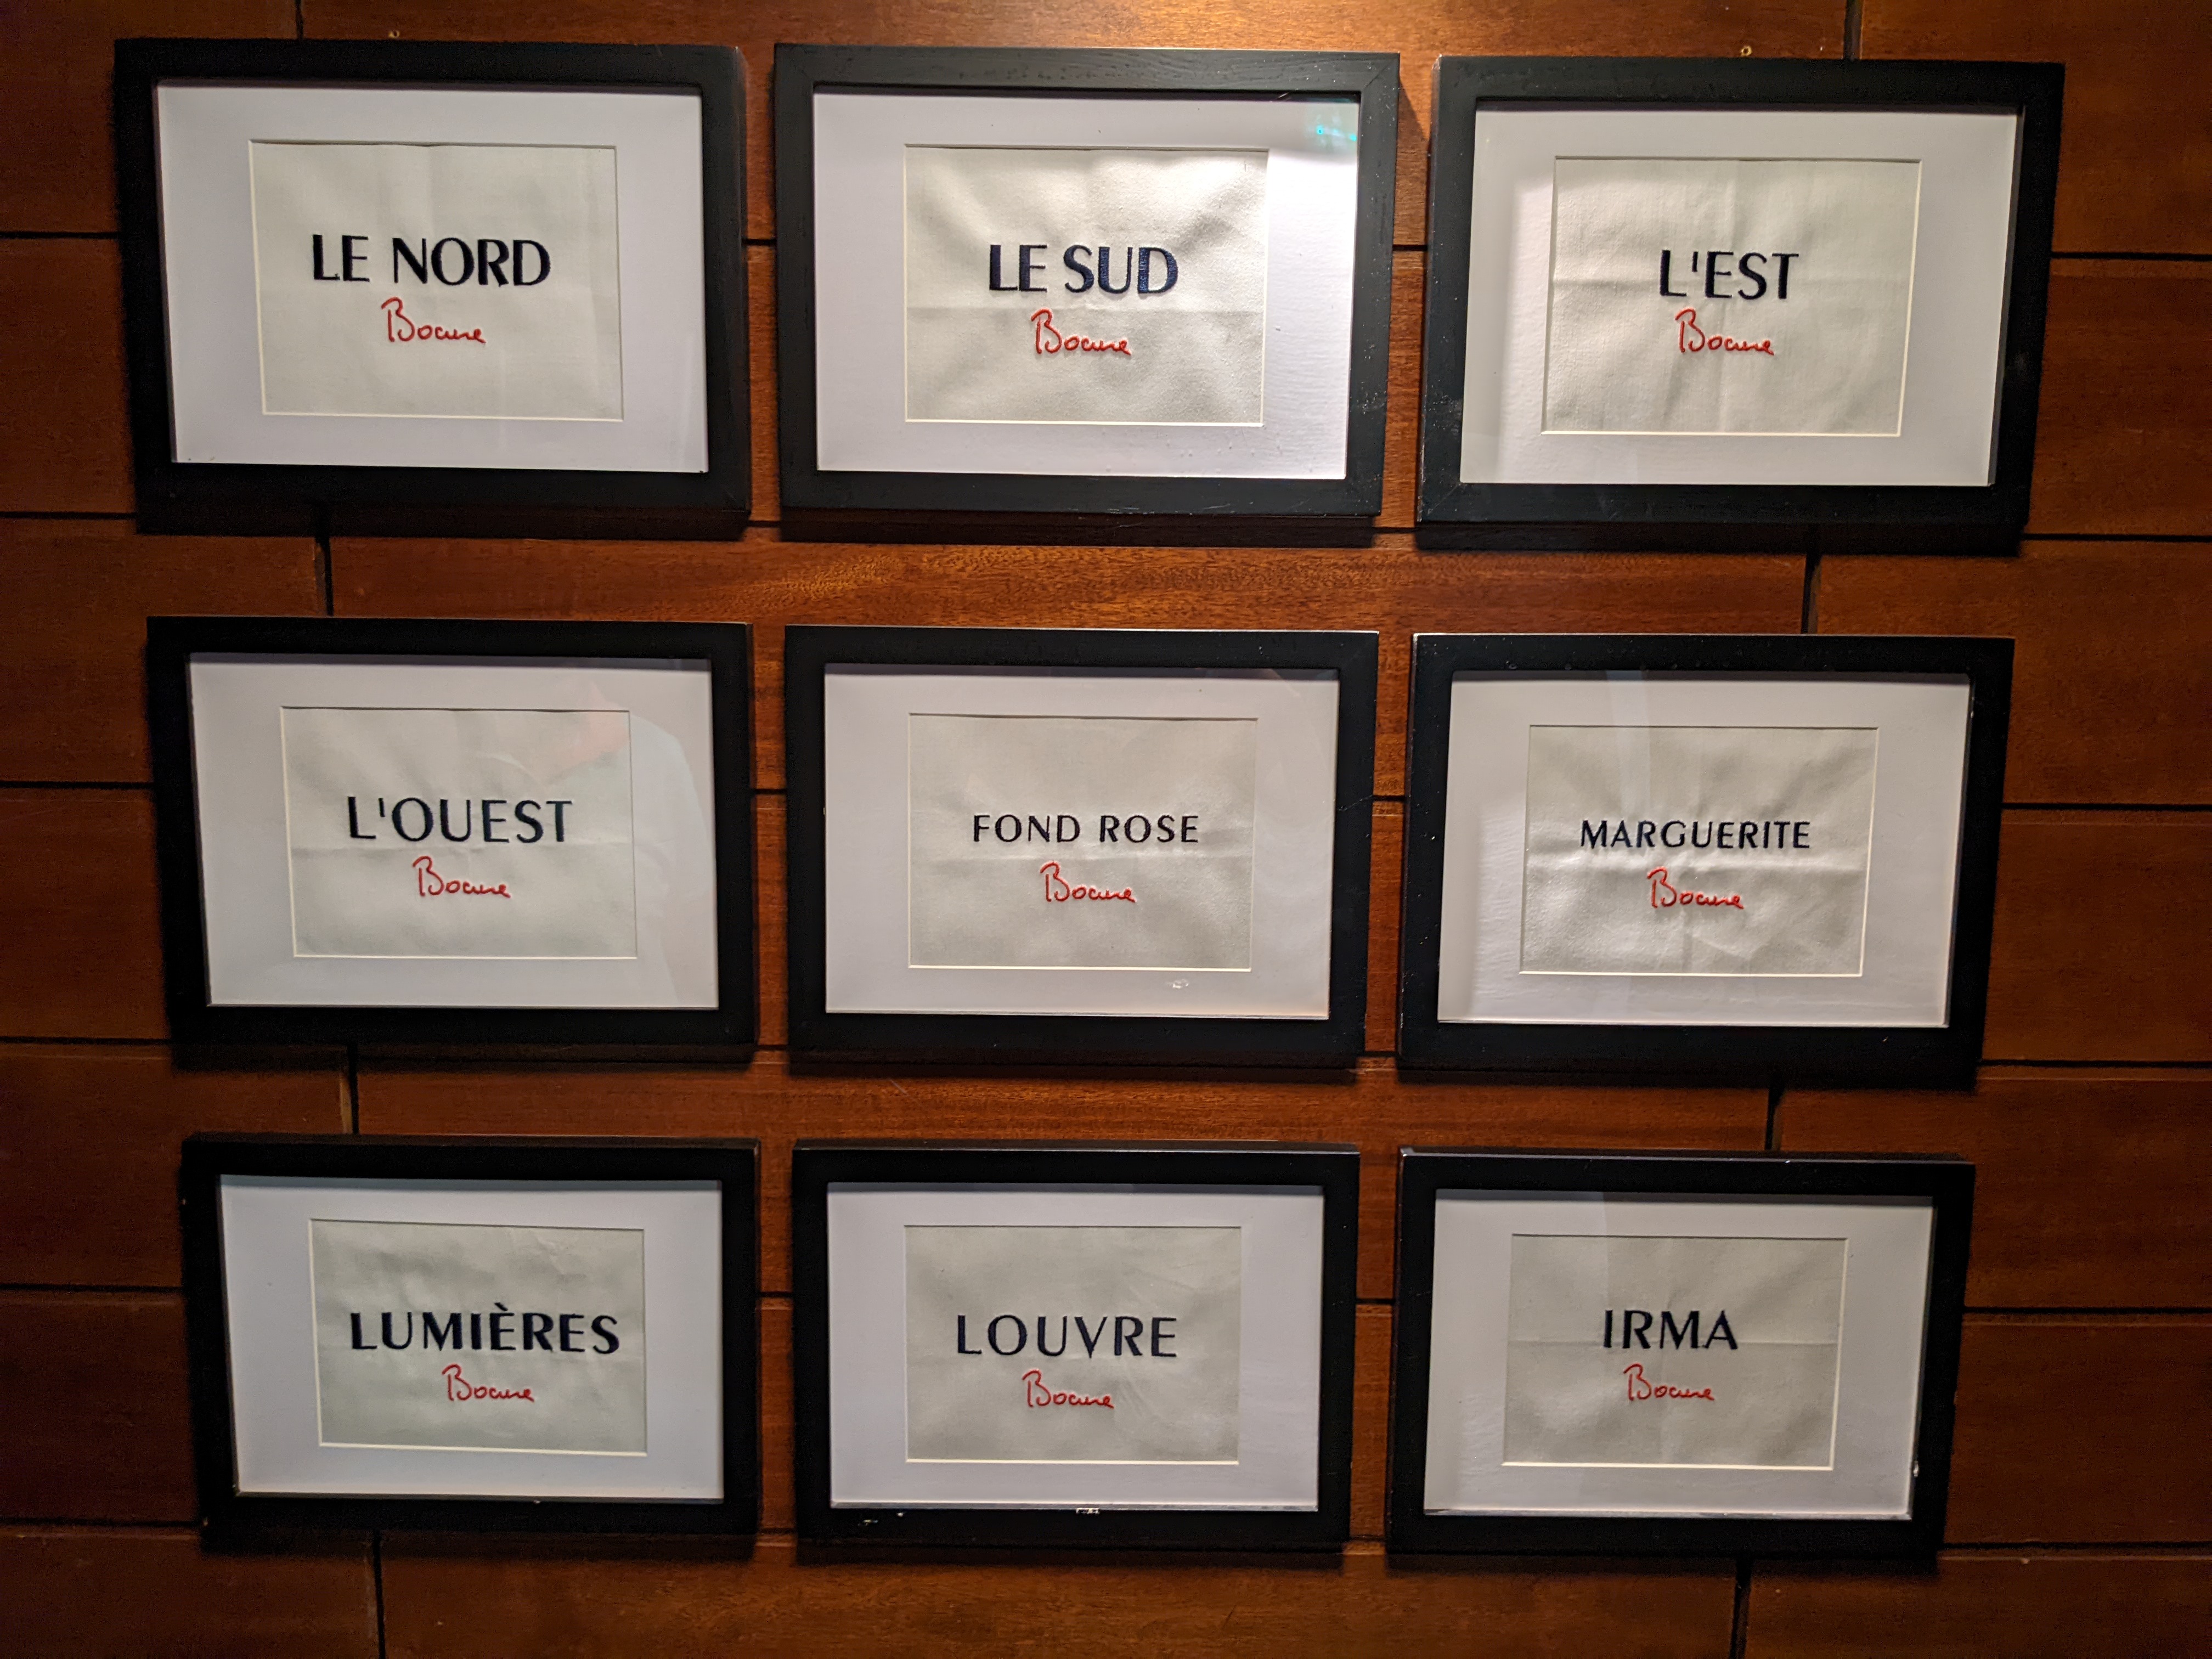 LE NORD
Bocuse
LE SUD
Bocuse
L'EST
Bocuse
L'OUEST
Bocuse
FOND ROSE
Bocuse
MARGUERITE
Bocuse
LUMIÈRES
Bocuse
LOUVRE
Bocuse
IRMA
Bocuse